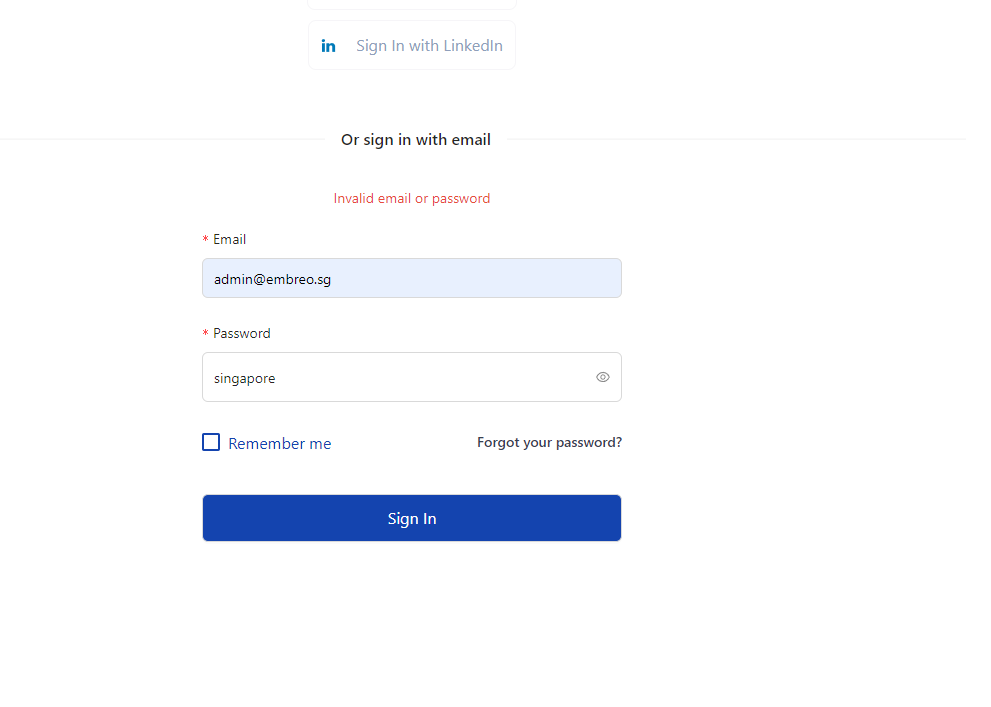 in Sign In with LinkedIn
Or sign in with email
Invalid email or password
* Email
admin@embreo.sg
* Password
singapore
Remember me Forgot your password?
Sign In